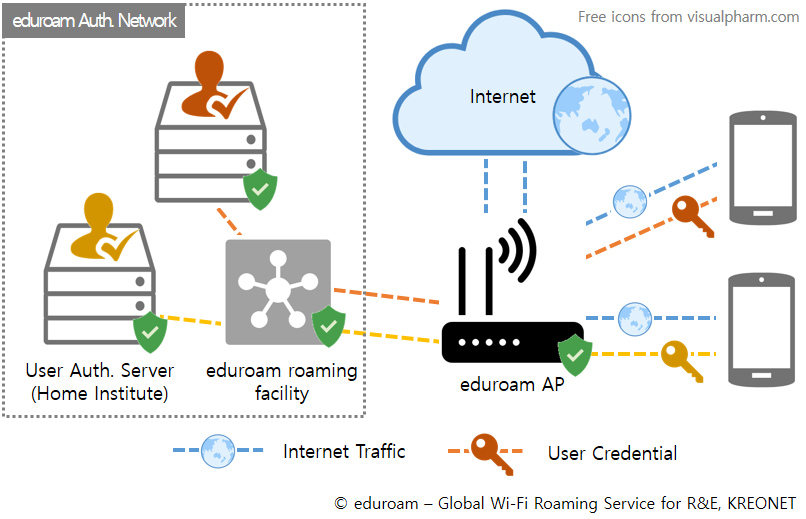 eduroam Auth. Network
Free icons from visualpharm.com
Internet
User Auth. Server
(Home Institute)
eduroam roaming
facility
eduroam AP
Internet Traffic
User Credential
© eduroam – Global Wi-Fi Roaming Service for R&E, KREONET